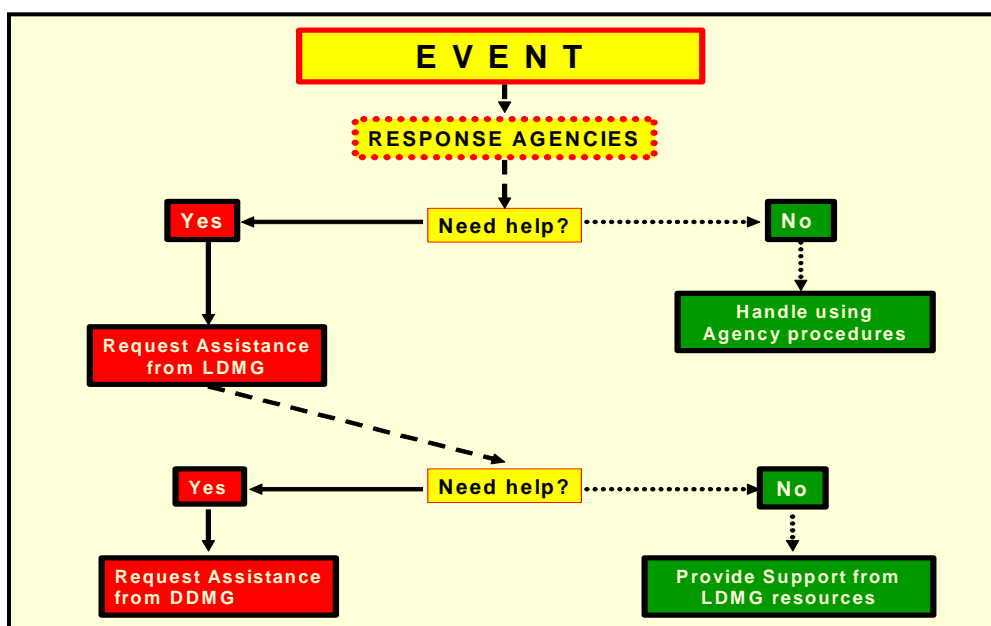 EVENT
RESPONSE AGENCIES
Yes
Need help?
No
Handle using
Agency procedures
Request Assistance
from LDMG
Yes
Need help?
No
Request Assistance
from DDMG
Provide Support from
LDMG resources